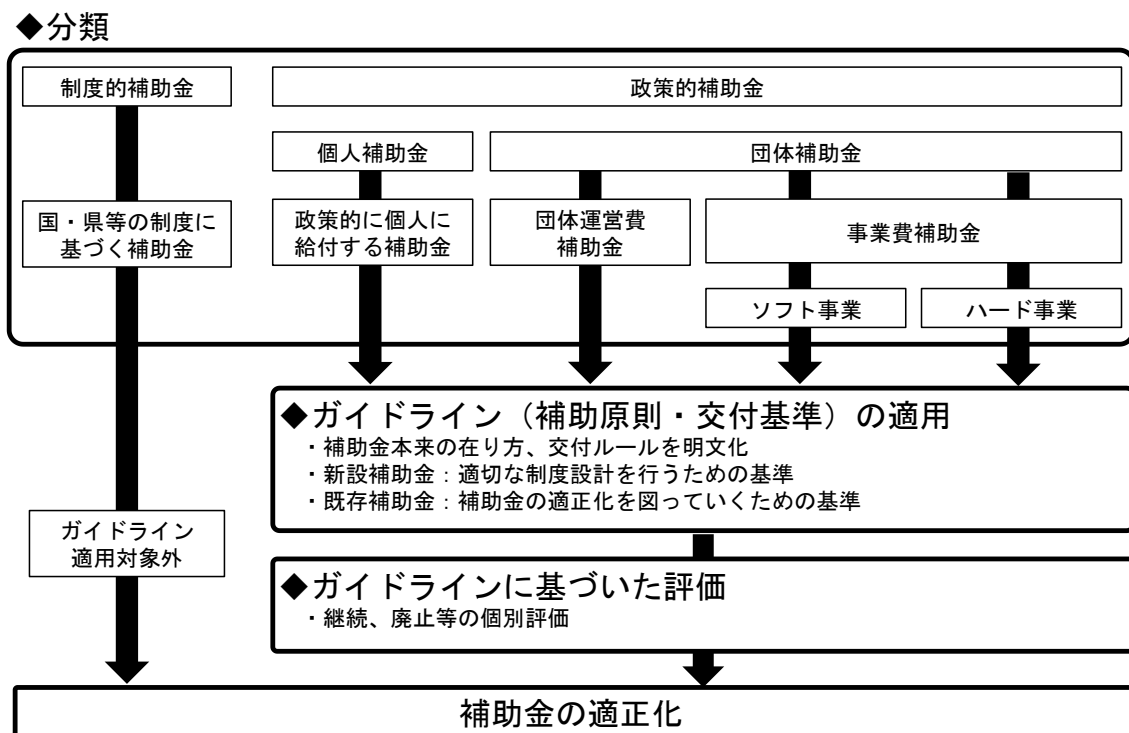 ◆分類
制度的補助金
政策的補助金
個人補助金
団体補助金
国・県等の制度に
基づく補助金
政策的に個人に
給付する補助金
団体運営費
補助金
事業費補助金
ソフト事業
ハード事業
◆ガイドライン（補助原則・交付基準）の適用
・補助金本来の在り方、交付ルールを明文化
・新設補助金：適切な制度設計を行うための基準
・既存補助金：補助金の適正化を図っていくための基準
ガイドライン
適用対象外
◆ガイドラインに基づいた評価
・継続、廃止等の個別評価
補助金の適正化